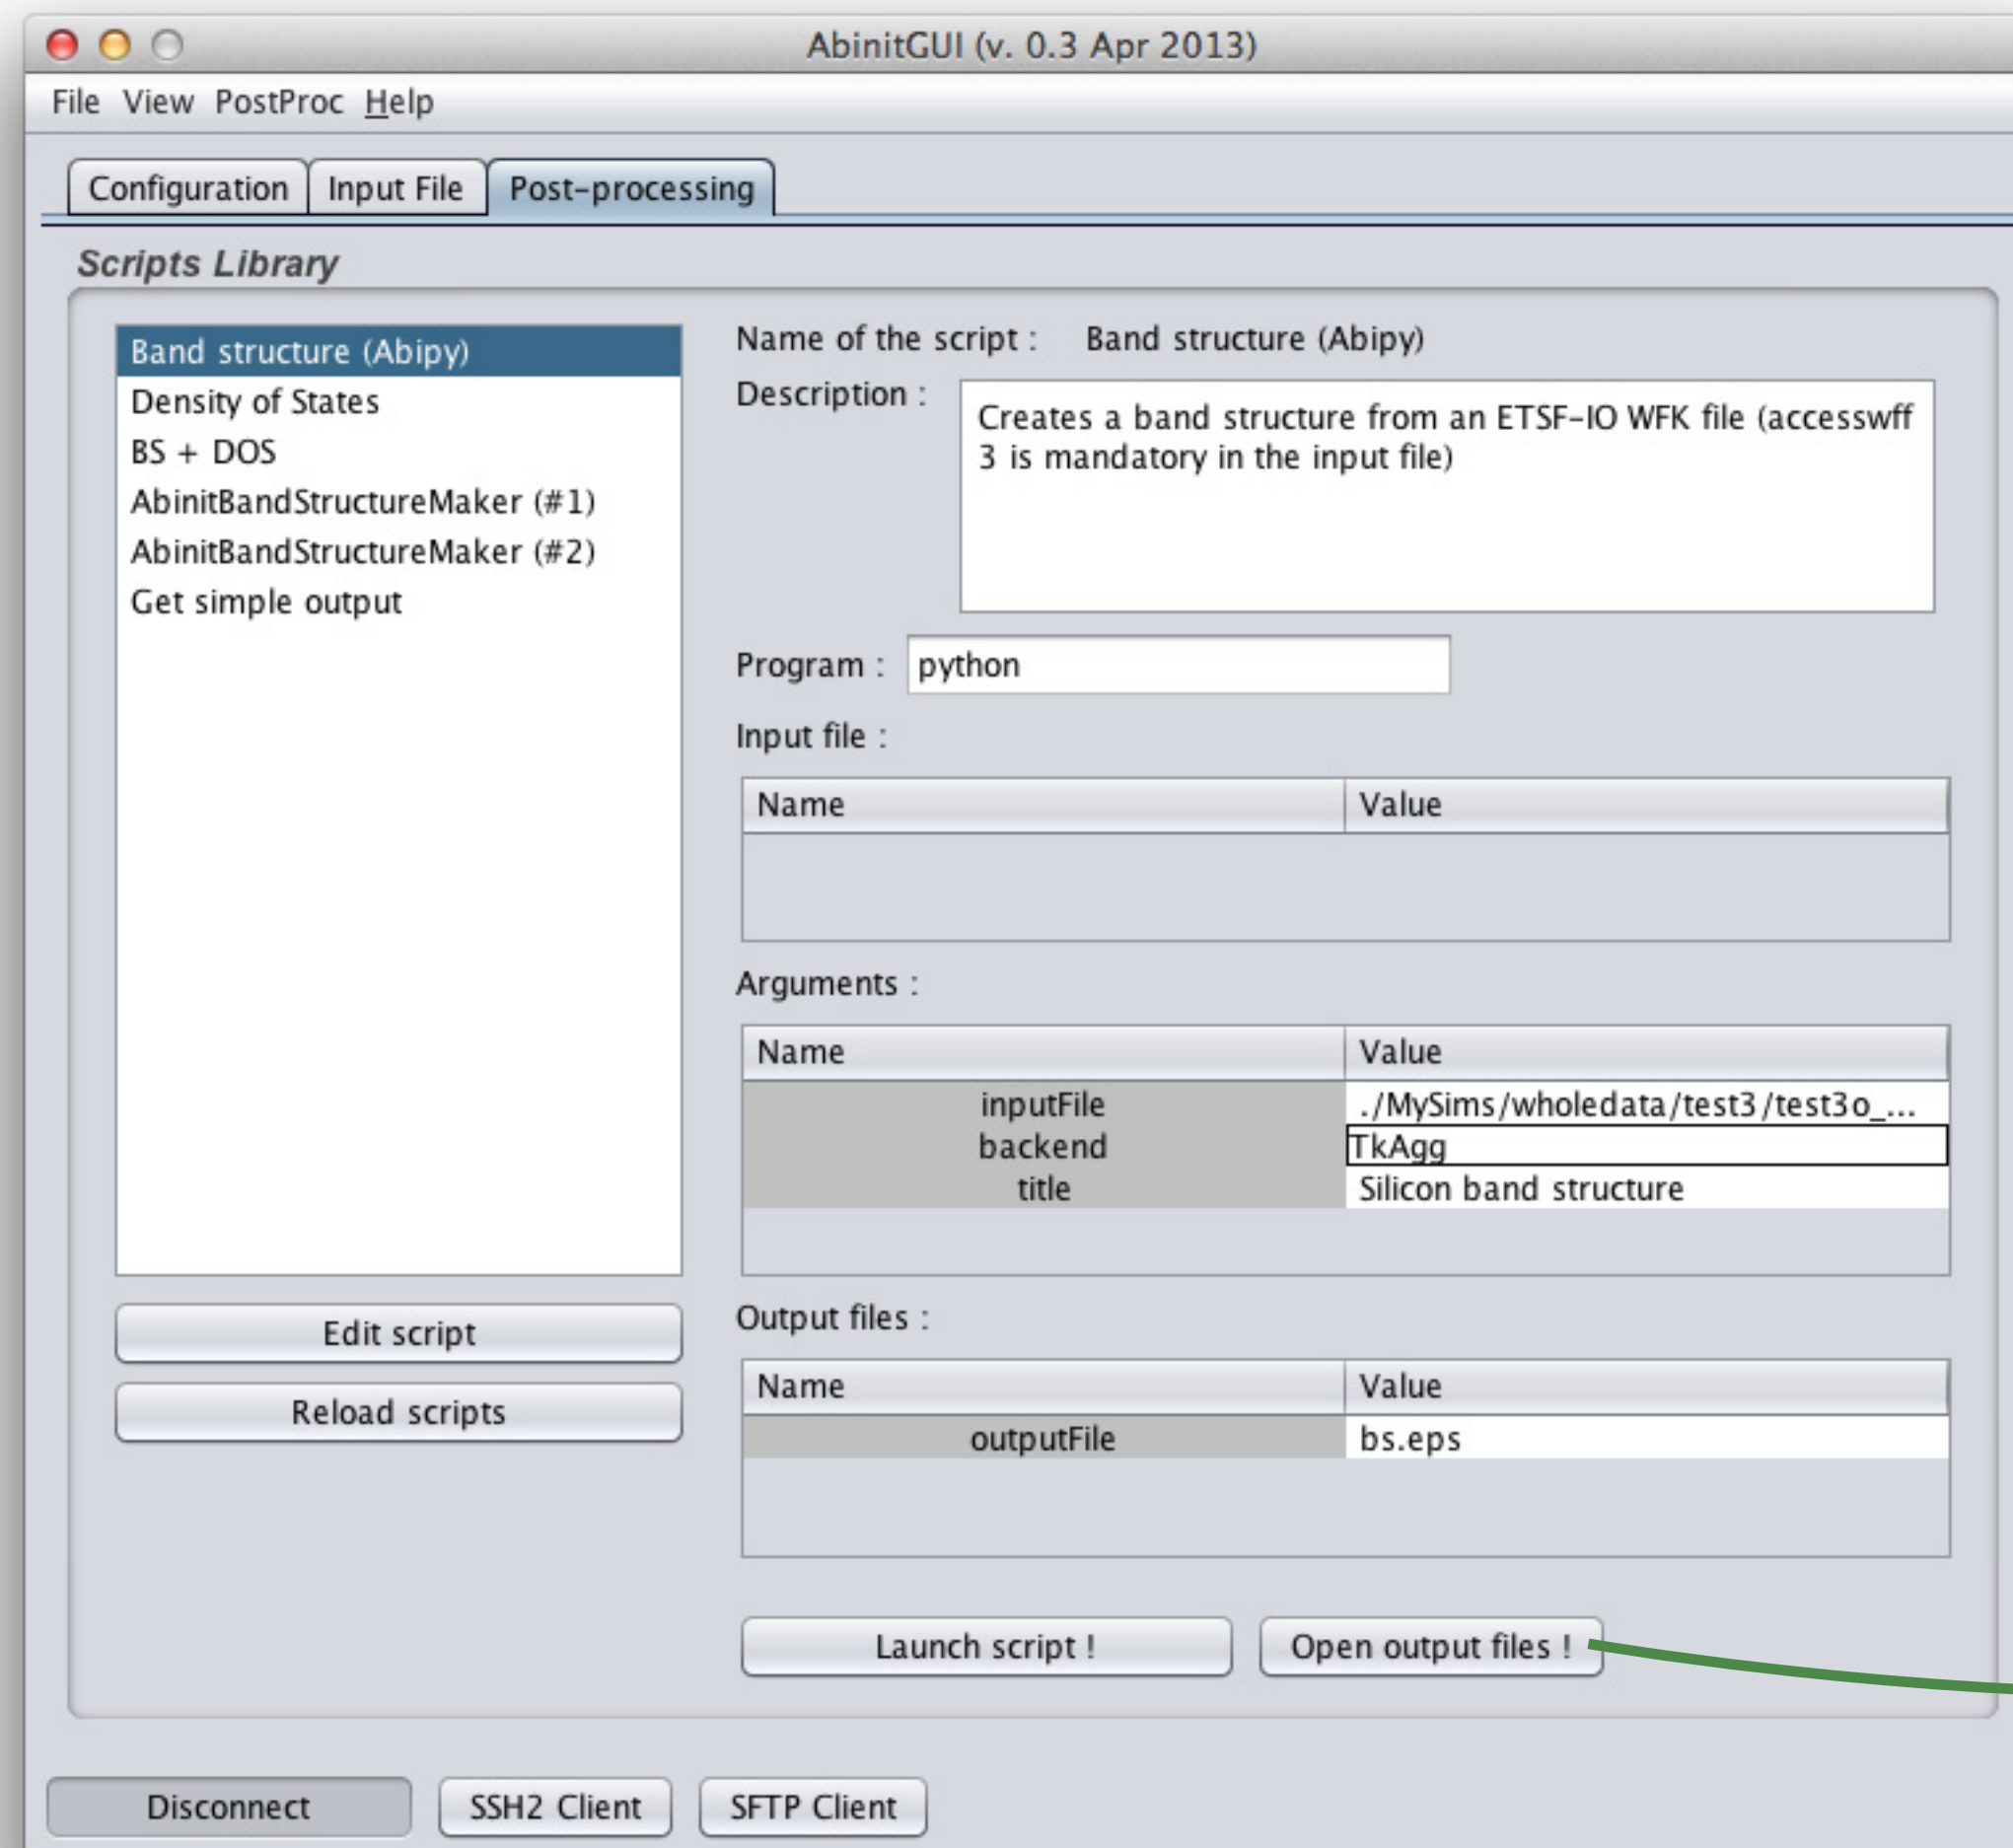 AbinitGUI (v. 0.3 Apr 2013)
File View PostProc Help
Configuration Input File Post-processing
Scripts Library
Band structure (Abipy)
Density of States
BS + DOS
AbinitBandStructureMaker (#1)
AbinitBandStructureMaker (#2)
Get simple output
Edit script
Reload scripts
Name of the script : Band structure (Abipy)
Description :
Creates a band structure from an ETSF-IO WFK file (accesswff
3 is mandatory in the input file)
Program : python
Input file :
Name Value
Arguments :
Name Value
inputFile ./MySims/wholedata/test3/test3o_...
backend TkAgg
title Silicon band structure
Output files :
Name Value
outputFile bs.eps
Launch script ! Open output files !
Disconnect SSH2 Client SFTP Client